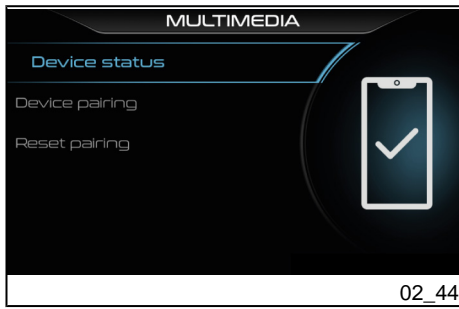 MULTIMEDIA
Device status
Device pairing
Reset pairing
02_44